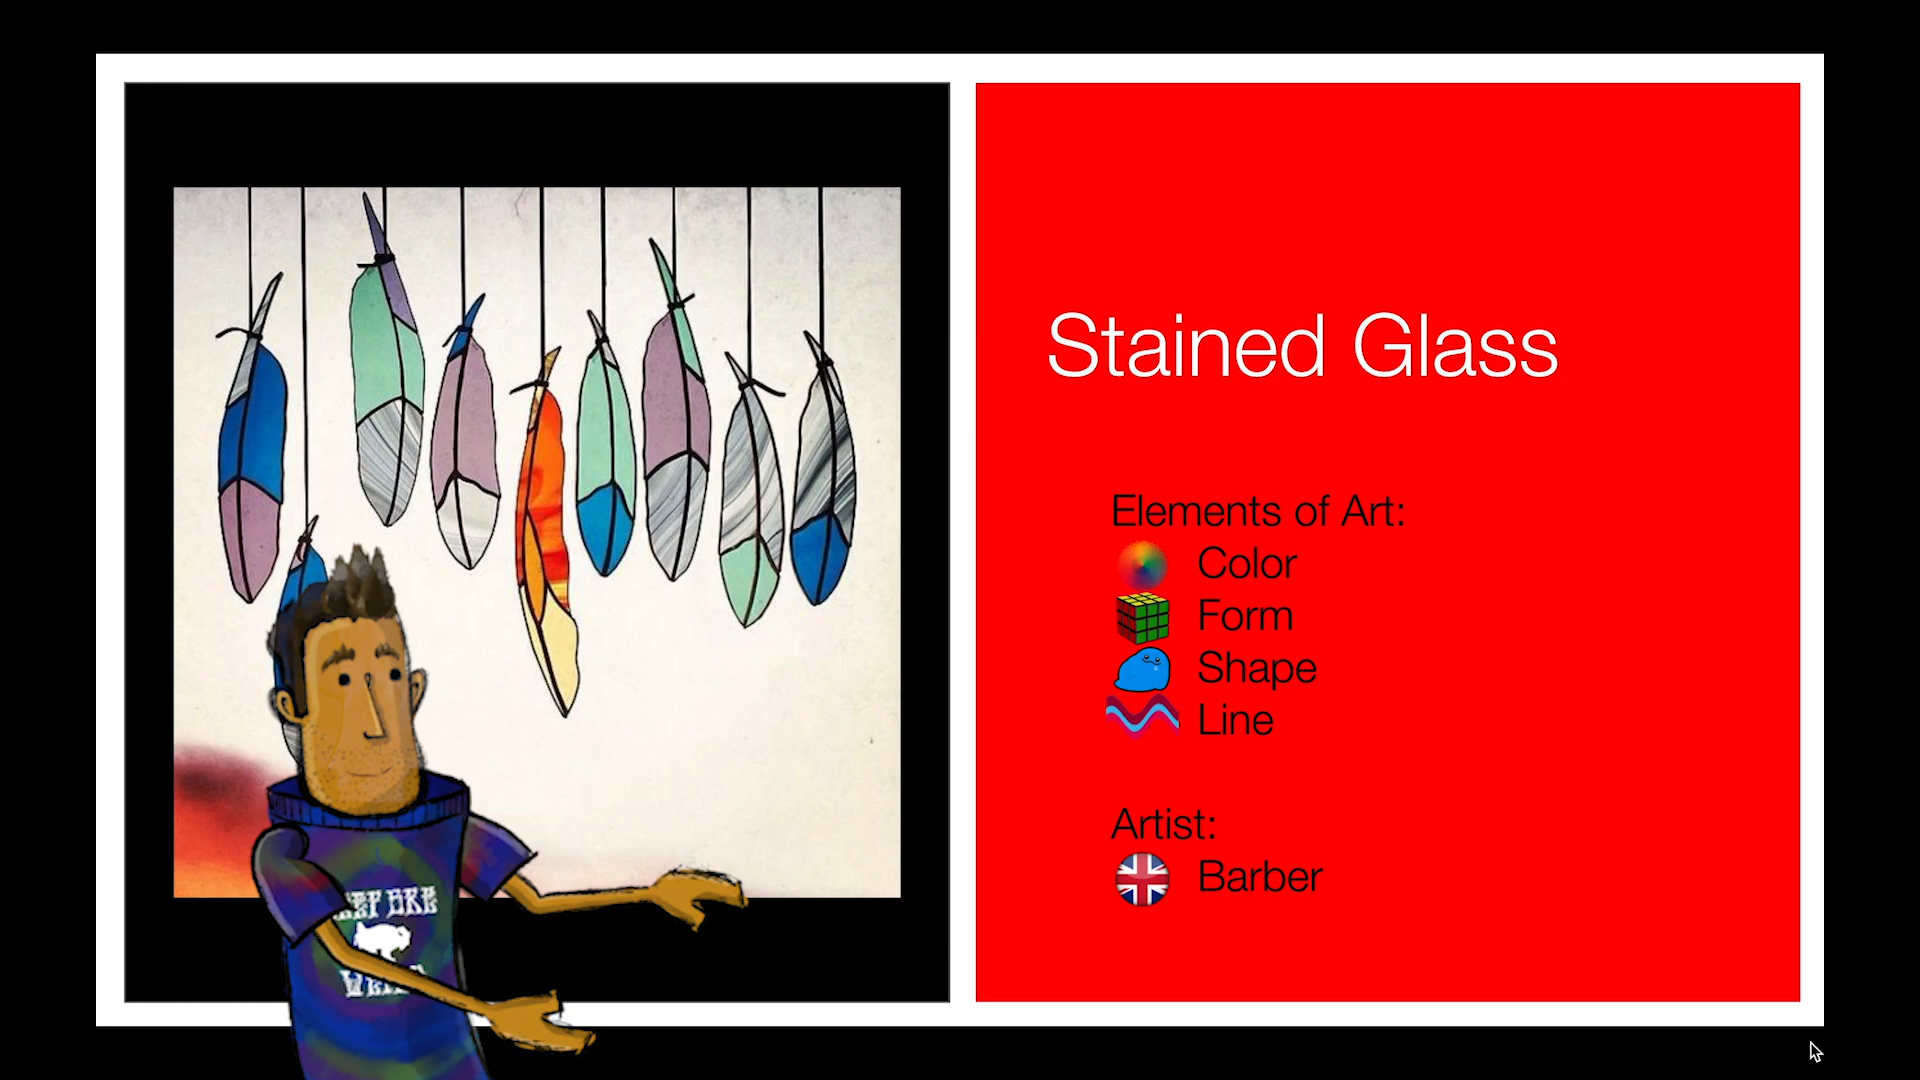 Stained Glass
Elements of Art:
Color
Form
Shape
Line
Artist:
Barber